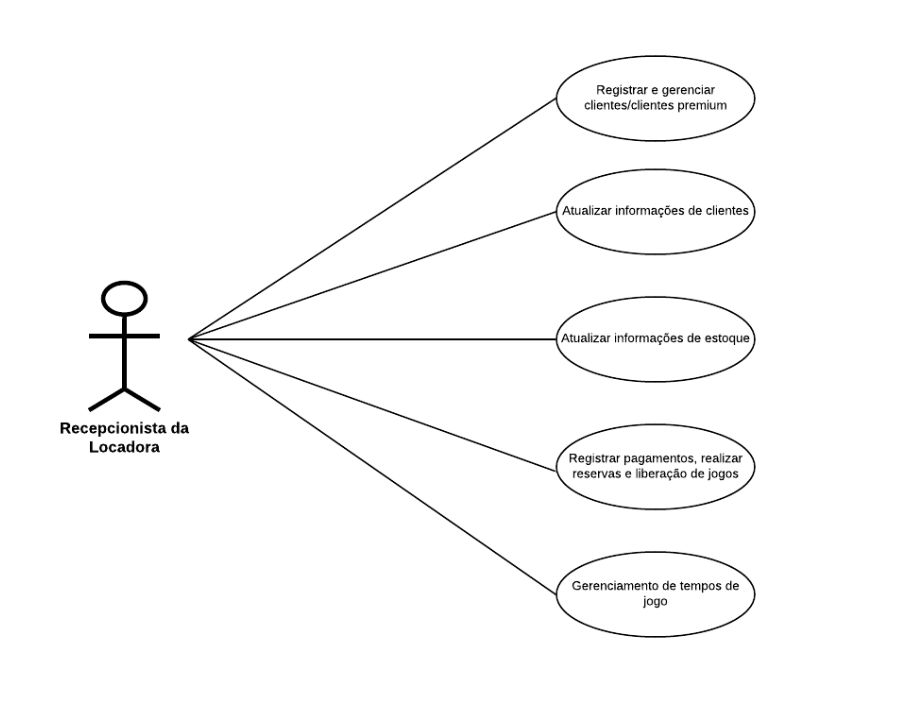 Registrar e gerenciar
clientes/clientes premium
Atualizar informações de clientes
Atualizar informações de estoque
Recepcionista da
Locadora
Registrar pagamentos, realizar
reservas e liberação de jogos
Gerenciamento de tempos de
jogo